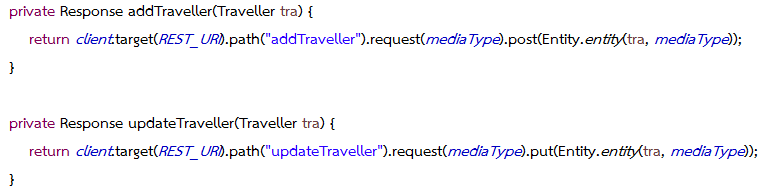 private Response addTraveller(Traveller tra) {
return client.target(REST_URI).path("addTraveller").request(mediaType).post(Entity.entity(tra, mediaType));
}
private Response updateTraveller(Traveller tra) {
return client.target(REST_URI).path("updateTraveller").request(mediaType).put(Entity.entity(tra, mediaType));
}